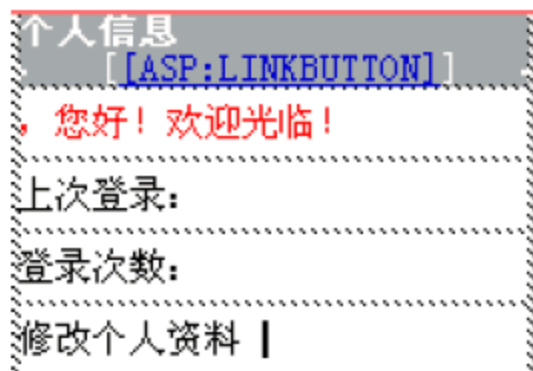 个人信息
[[ASP:LINKBUTTON]]
，您好！欢迎光临！
上次登录：
登录次数：
修改个人资料